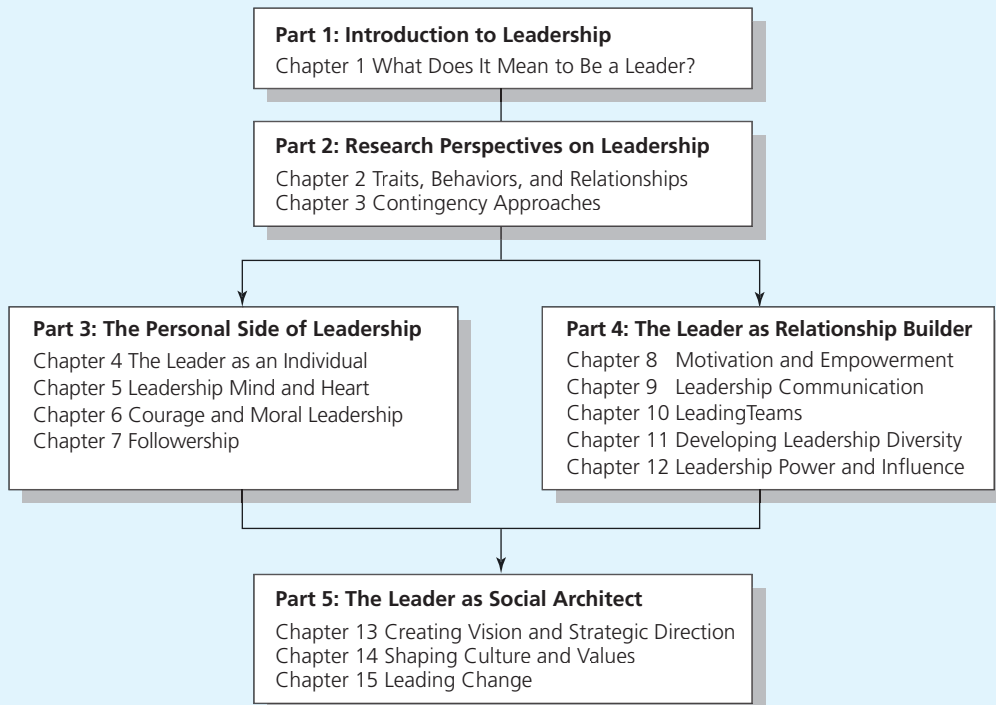 Part 1: Introduction to Leadership
Chapter 1 What Does It Mean to Be a Leader?
Part 2: Research Perspectives on Leadership
Chapter 2 Traits, Behaviors, and Relationships
Chapter 3 Contingency Approaches
Part 3: The Personal Side of Leadership
Chapter 4 The Leader as an Individual
Chapter 5 Leadership Mind and Heart
Chapter 6 Courage and Moral Leadership
Chapter 7 Followership
Part 4: The Leader as Relationship Builder
Chapter 8 Motivation and Empowerment
Chapter 9 Leadership Communication
Chapter 10 LeadingTeams
Chapter 11 Developing Leadership Diversity
Chapter 12 Leadership Power and Influence
Part 5: The Leader as Social Architect
Chapter 13 Creating Vision and Strategic Direction
Chapter 14 Shaping Culture and Values
Chapter 15 Leading Change